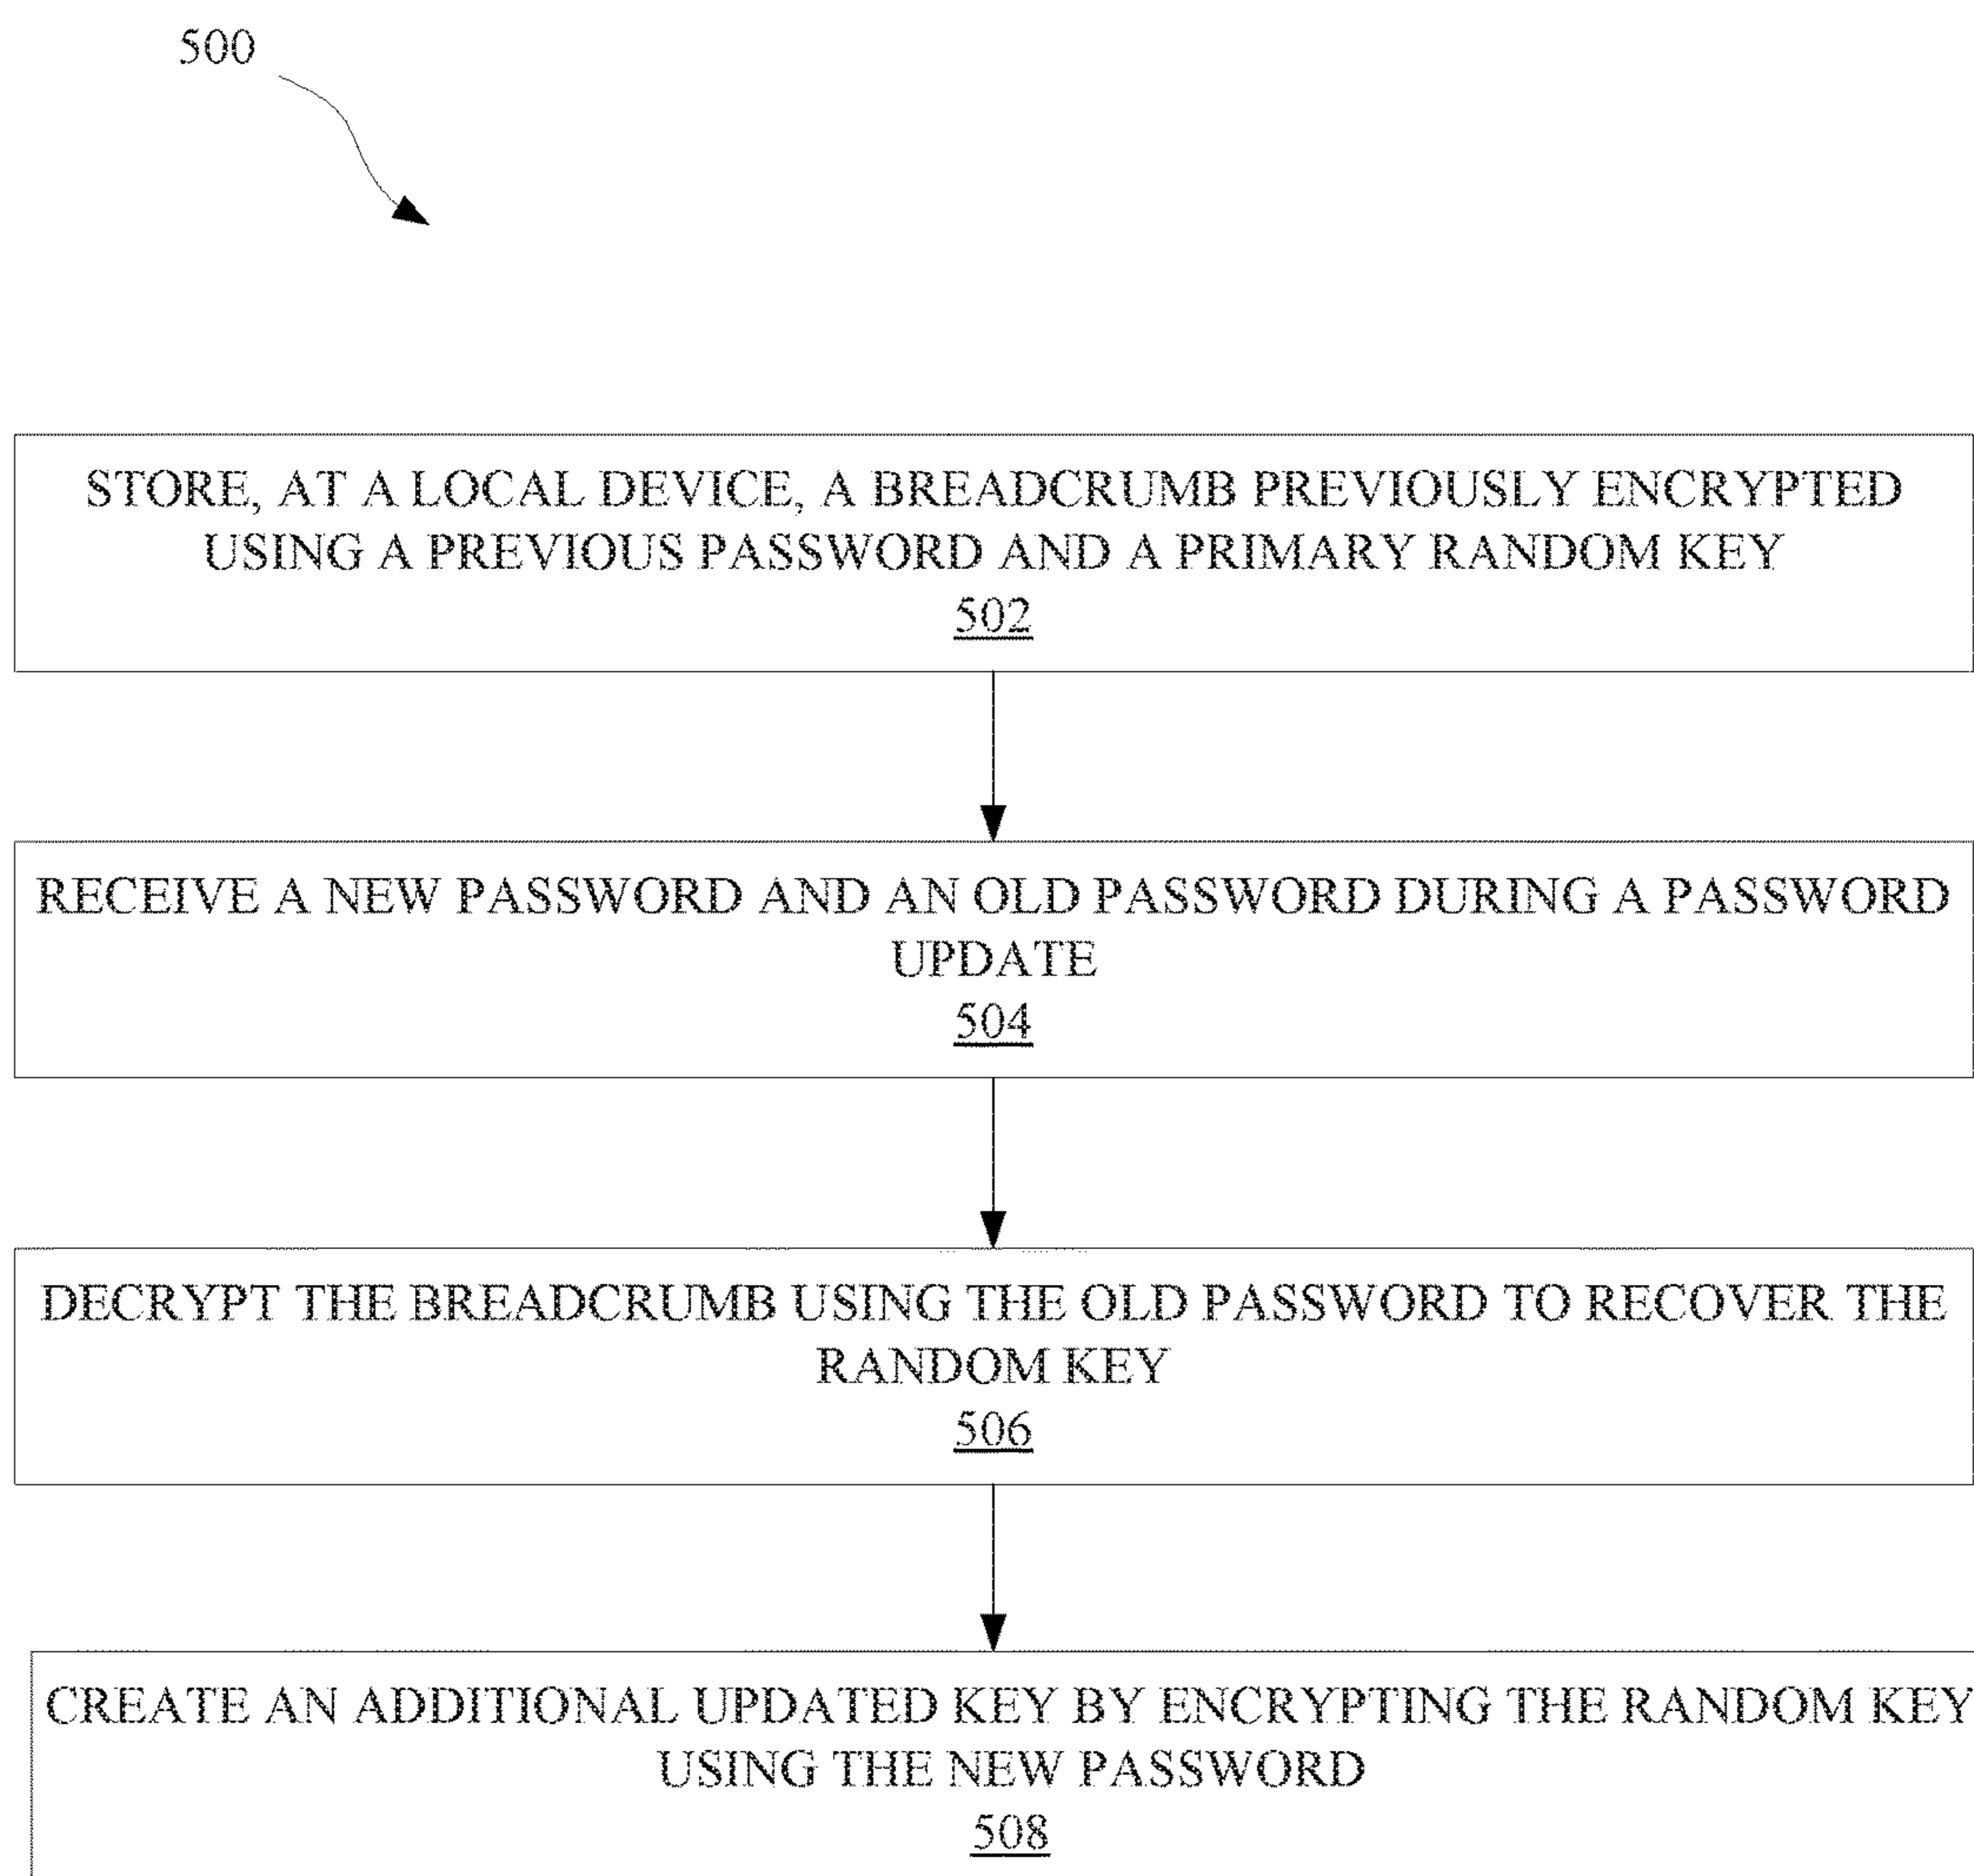 500
STORE, AT A LOCAL DEVICE, A BREADCRUMB PREVIOUSLY ENCRYPTED
USING A PREVIOUS PASSWORD AND A PRIMARY RANDOM KEY
502
RECEIVE A NEW PASSWORD AND AN OLD PASSWORD DURING A PASSWORD
UPDATE
504
DECRYPT THE BREADCRUMB USING THE OLD PASSWORD TO RECOVER THE
RANDOM KEY
506
CREATE AN ADDITIONAL UPDATED KEY BY ENCRYPTING THE RANDOM KEY
USING THE NEW PASSWORD
508